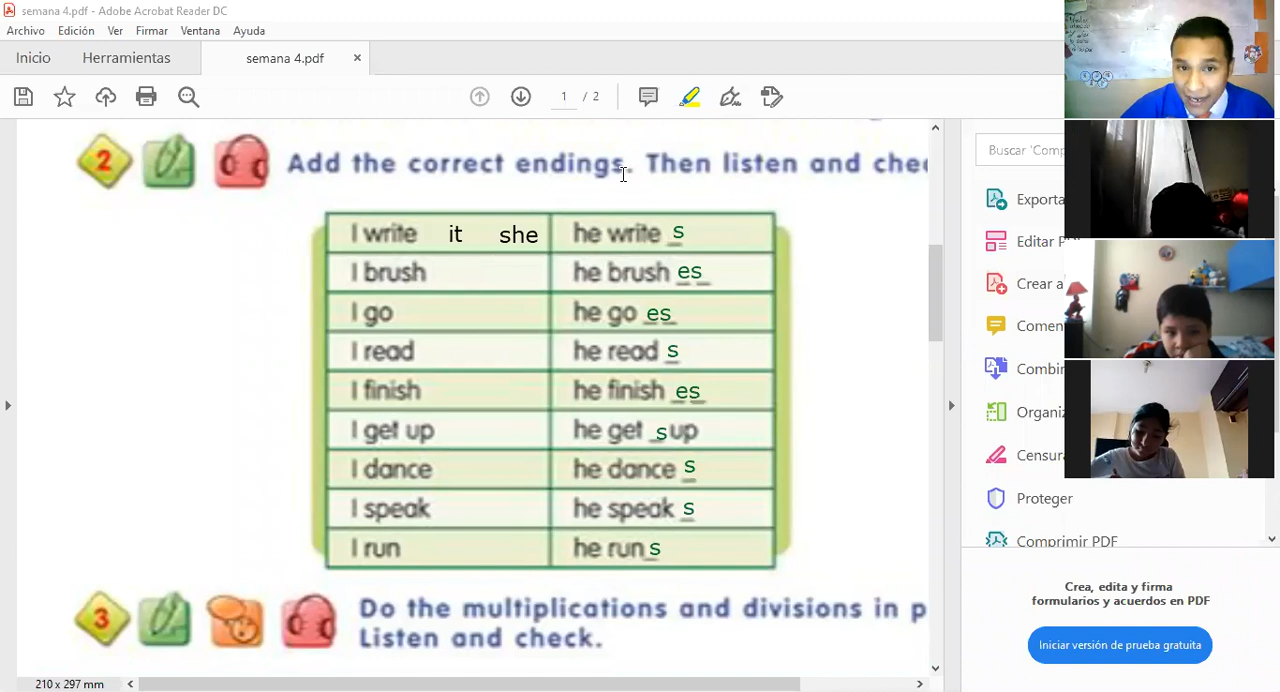 semana 4.pdf - Adobe Acrobat Reader DC
Archivo Edición Ver Firmar Ventana Ayuda
Inicio Herramientas semana 4.pdf ×
1 / 2
2 Add the correct endings. Then listen and chec
I write it she he write s
I brush he brush es
I go he go es
I read he read s
I finish he finish es
I get up he get s up
I dance he dance s
I speak he speak s
I run he run s
3 Do the multiplications and divisions in p
Listen and check.
210 x 297 mm
Buscar 'Comp
Exporta
Editar P
Crear a
Comen
Combin
Organiz
Censura
Proteger
Comprimir PDF
Crea, edita y firma
formularios y acuerdos en PDF
Iniciar versión de prueba gratuita